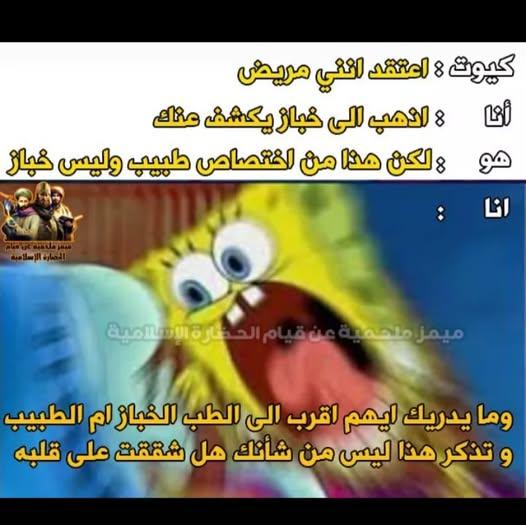 كيوت : اعتقد انني مريض
أنا : اذهب الى خباز يكشف عنك
هو : لكن هذا من اختصاص طبيب وليس خباز
انا :
ميمز ملحمية عن قيام
الحضارة الإسلامية
ميمز ملحمية عن قيام الحضارة الإسلامية
وما يدريك ايهم اقرب الى الطب الخباز ام الطبيب
و تذكر هذا ليس من شأنك هل شققت على قلبه